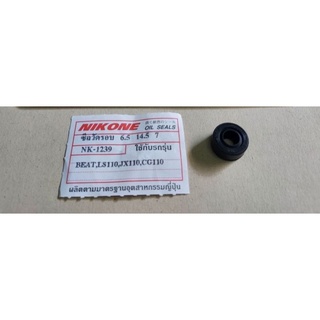 NIKONE
OIL SEALS
ข้อวัดรอบ 6.5 14.5 7
NK-1239 ใช้กับรถรุ่น
BEAT,LS110,JX110,CG110
ผลิตตามมาตรฐานอุตสาหกรรมญี่ปุ่น